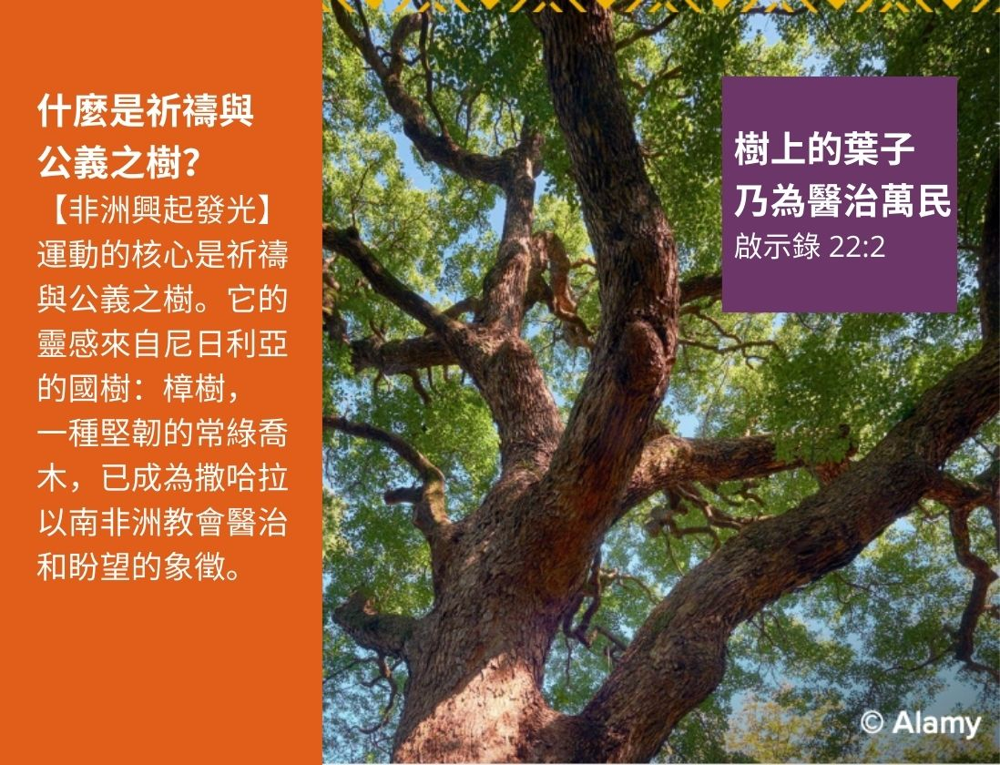 什麼是祈禱與
公義之樹?
【非洲興起發光】
運動的核心是祈禱
與公義之樹。它的
靈感來自尼日利亞
的國樹：樟樹，
一種堅韌的常綠喬
木，已成為撒哈拉
以南非洲教會醫治
和盼望的象徵。
樹上的葉子
乃為醫治萬民
啟示錄 22:2
© Alamy